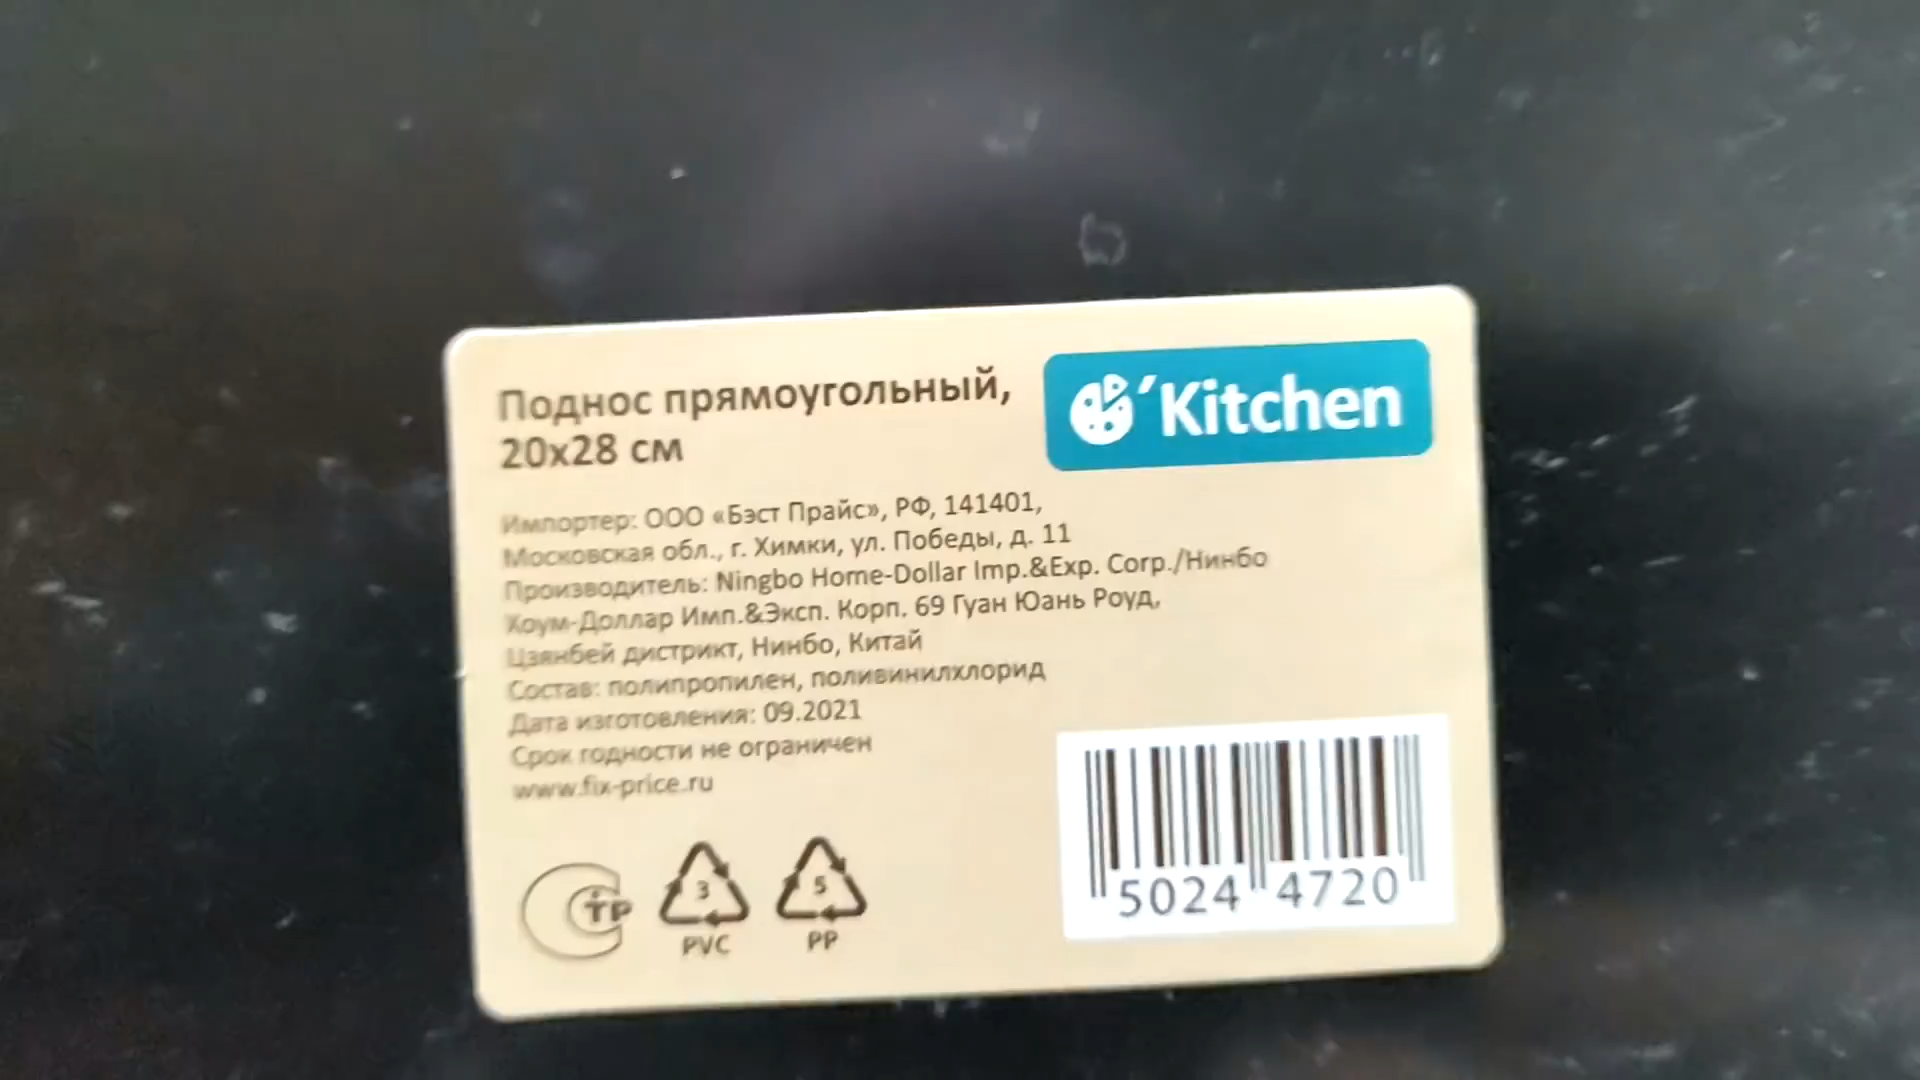 Поднос прямоугольный,
20х28 см
'Kitchen
Импортер: ООО «Бэст Прайс», РФ, 141401,
Московская обл., г. Химки, ул. Победы, д. 11
Производитель: Ningbo Home-Dollar Imp.&Exp. Corp./Нинбо
Хоум-Доллар Имп.&Эксп. Корп. 69 Гуан Юань Роуд,
Цзянбей дистрикт, Нинбо, Китай
Состав: полипропилен, поливинилхлорид
Дата изготовления: 09.2021
Срок годности не ограничен
www.fix-price.ru
СТР
3
PVC
5
PP
5024 4720